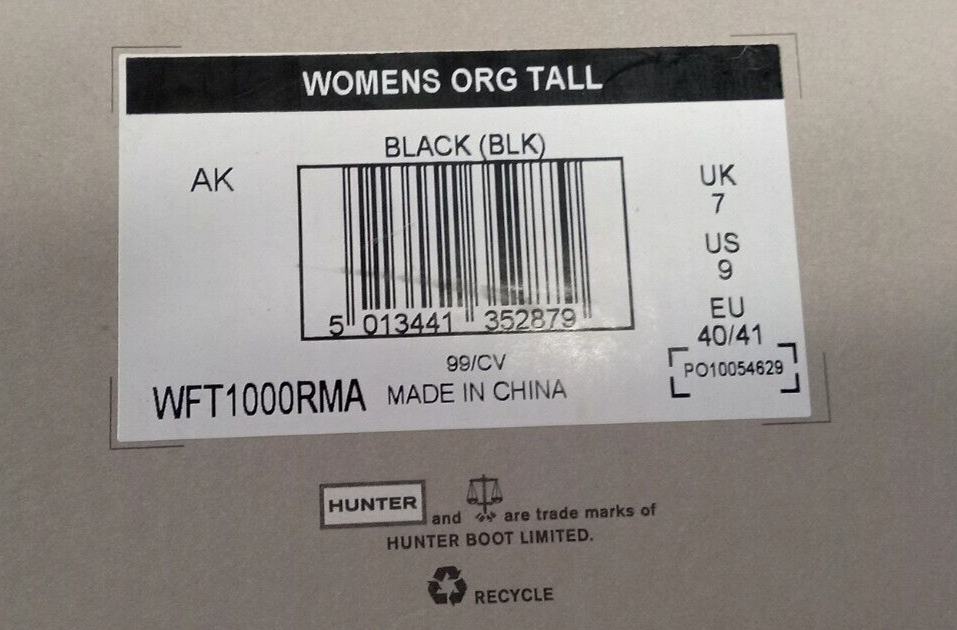 WOMENS ORG TALL
BLACK (BLK)
AK
5 013441 352879
UK
7
US
9
EU
40/41
PO10054629
99/CV
WFT1000RMA MADE IN CHINA
HUNTER and are trade marks of
HUNTER BOOT LIMITED.
RECYCLE